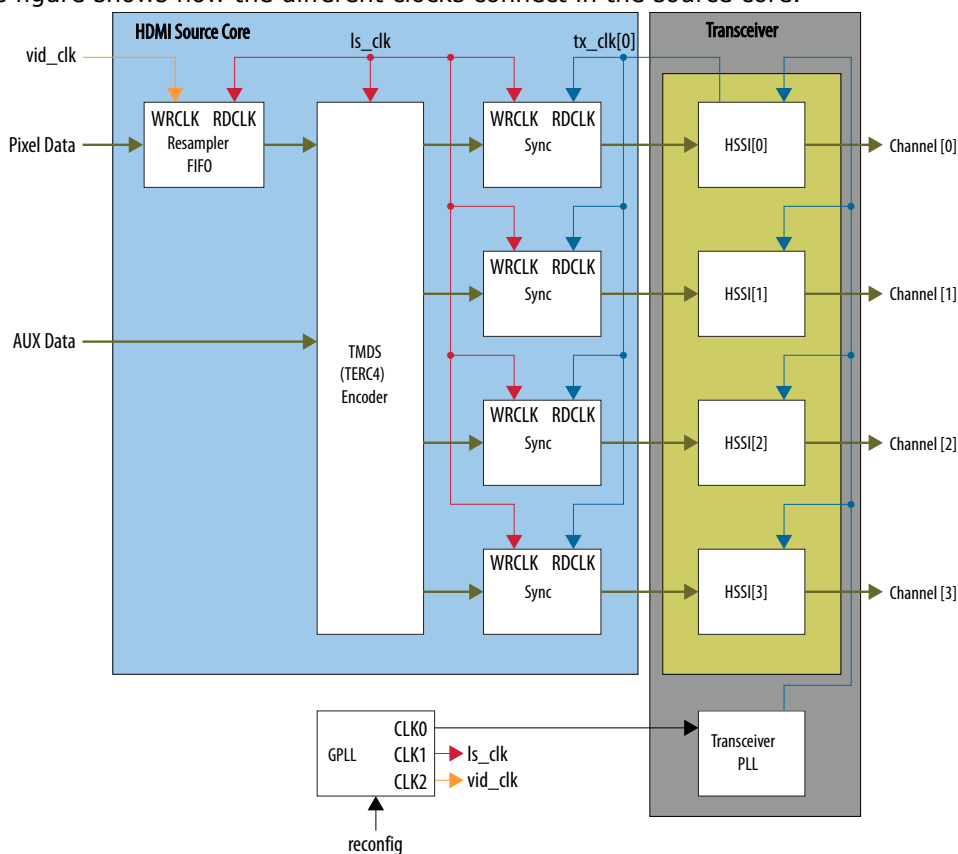 figure shows how the different clocks connect in the source core.
HDMI Source Core
Transceiver
vid_clk
ls_clk
tx_clk[0]
WRCLK RDCLK
Resampler
FIFO
WRCLK RDCLK
Sync
HSSI[0]
Pixel Data
Channel [0]
WRCLK RDCLK
Sync
HSSI[1]
Channel [1]
AUX Data
TMDS
(TERC4)
Encoder
WRCLK RDCLK
Sync
HSSI[2]
Channel [2]
WRCLK RDCLK
Sync
HSSI[3]
Channel [3]
GPLL
CLK0
CLK1
CLK2
ls_clk
vid_clk
Transceiver
PLL
reconfig